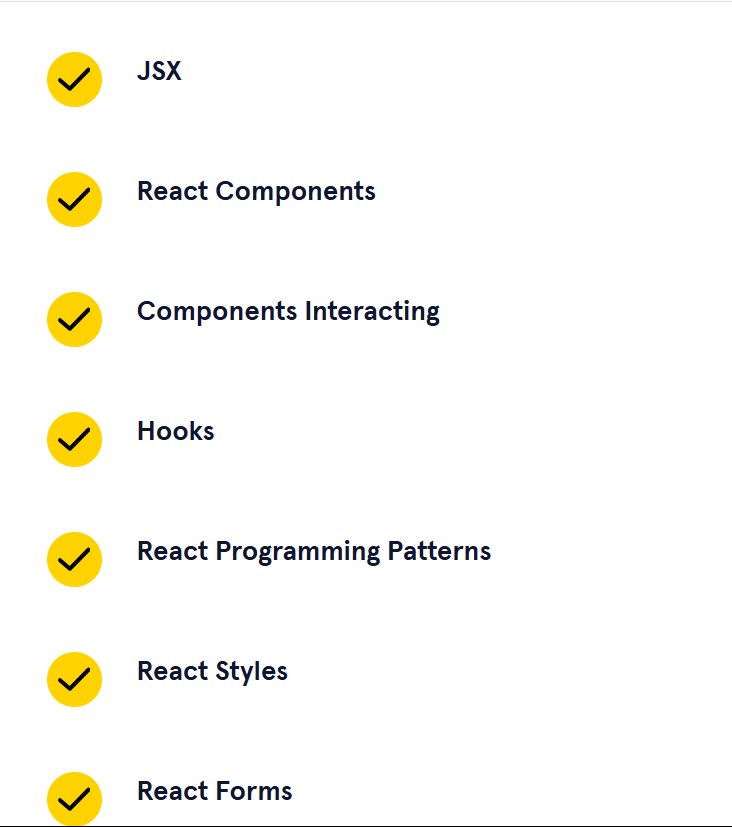 JSX
React Components
Components Interacting
Hooks
React Programming Patterns
React Styles
React Forms